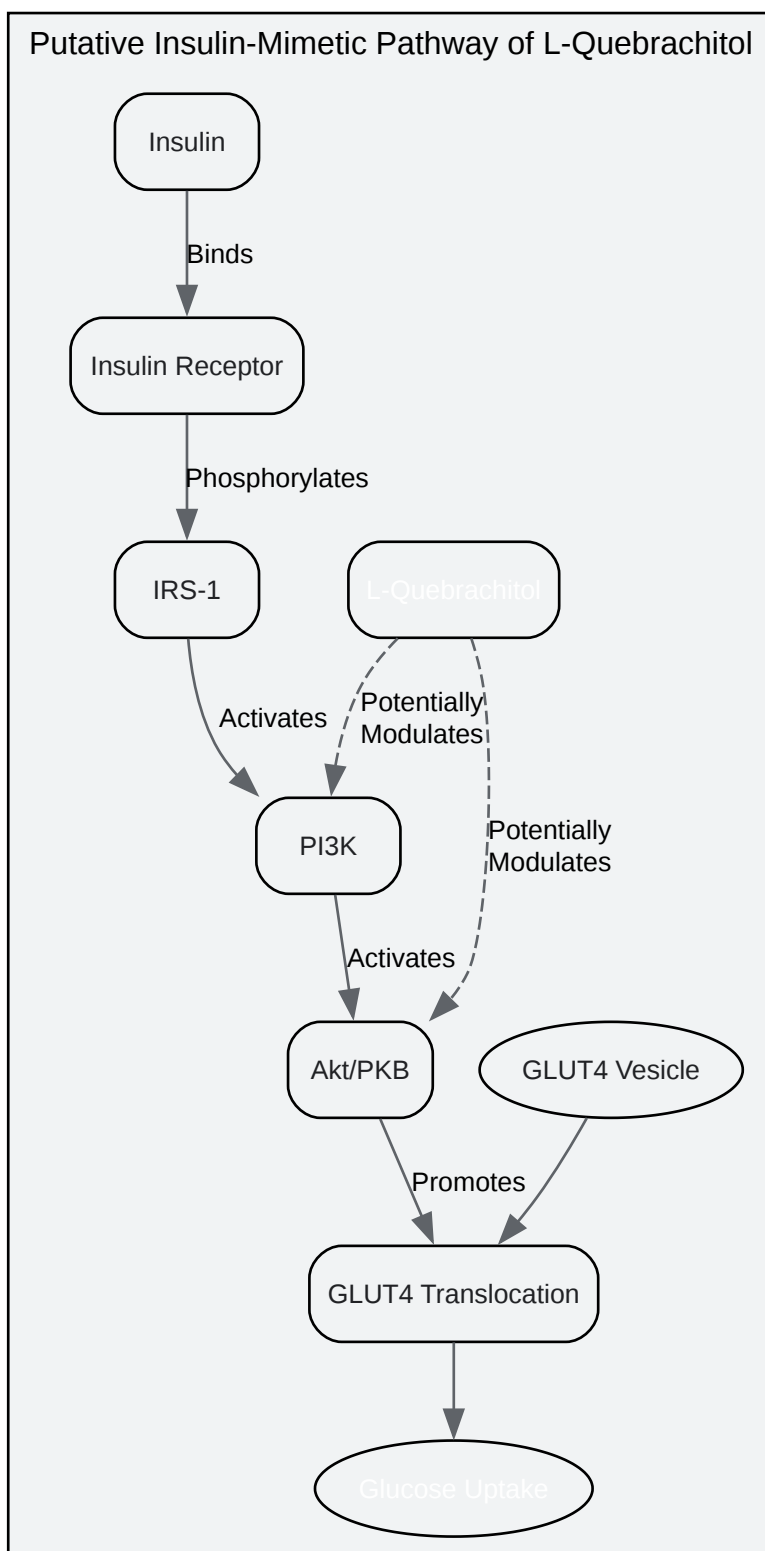 Putative Insulin-Mimetic Pathway of L-Quebrachitol
Insulin
Binds
Insulin Receptor
Phosphorylates
IRS-1
L-Quebrachitol
Activates
Potentially
Modulates
PI3K
Potentially
Modulates
Activates
Akt/PKB
GLUT4 Vesicle
Promotes
GLUT4 Translocation
Glucose Uptake